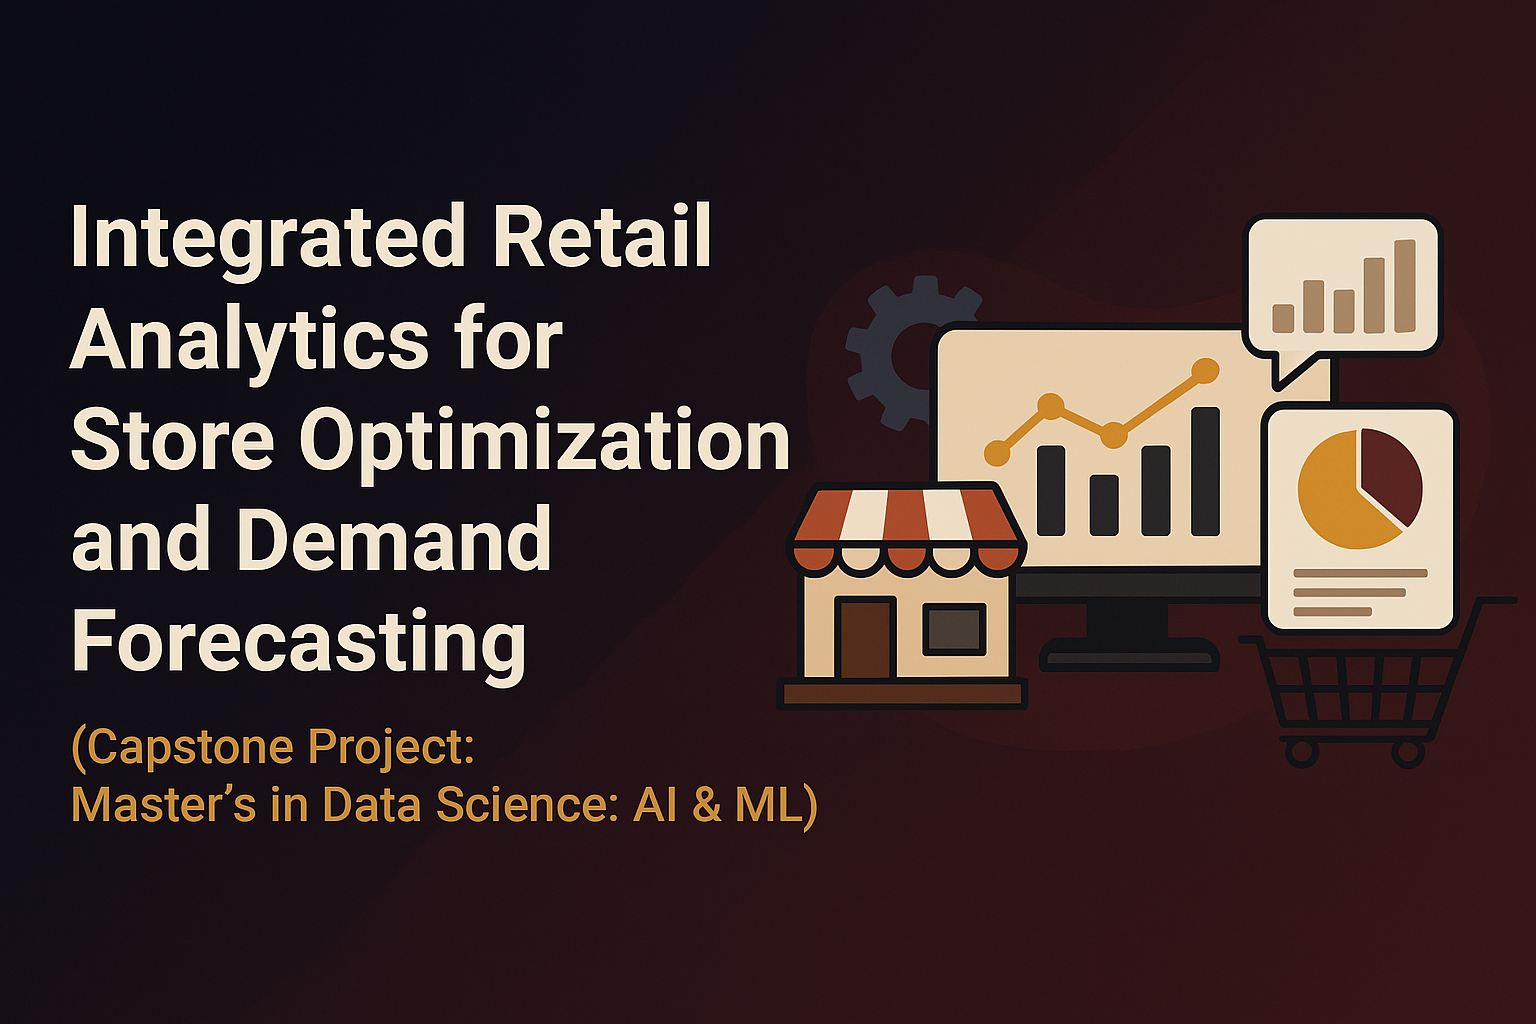 Integrated Retail
Analytics for
Store Optimization
and Demand
Forecasting
(Capstone Project:
Master’s in Data Science: AI & ML)